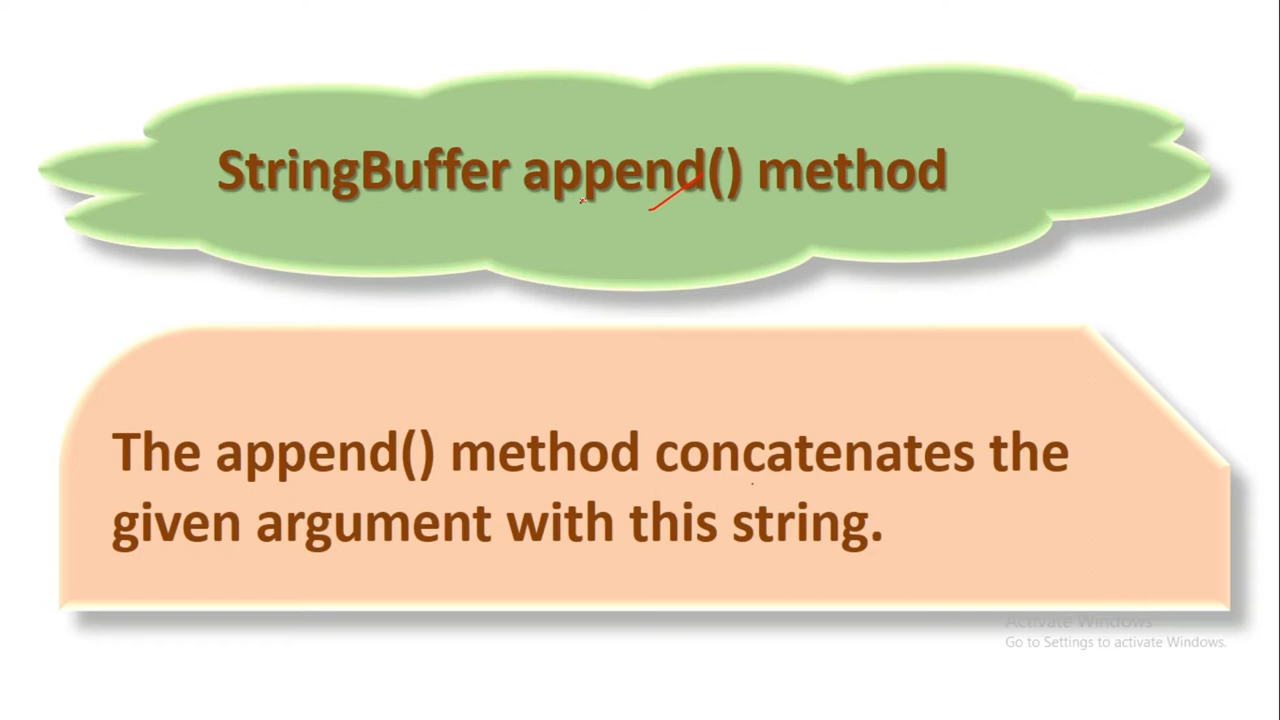 StringBuffer append() method
The append() method concatenates the
given argument with this string.
Activate Windows
Go to Settings to activate Windows.